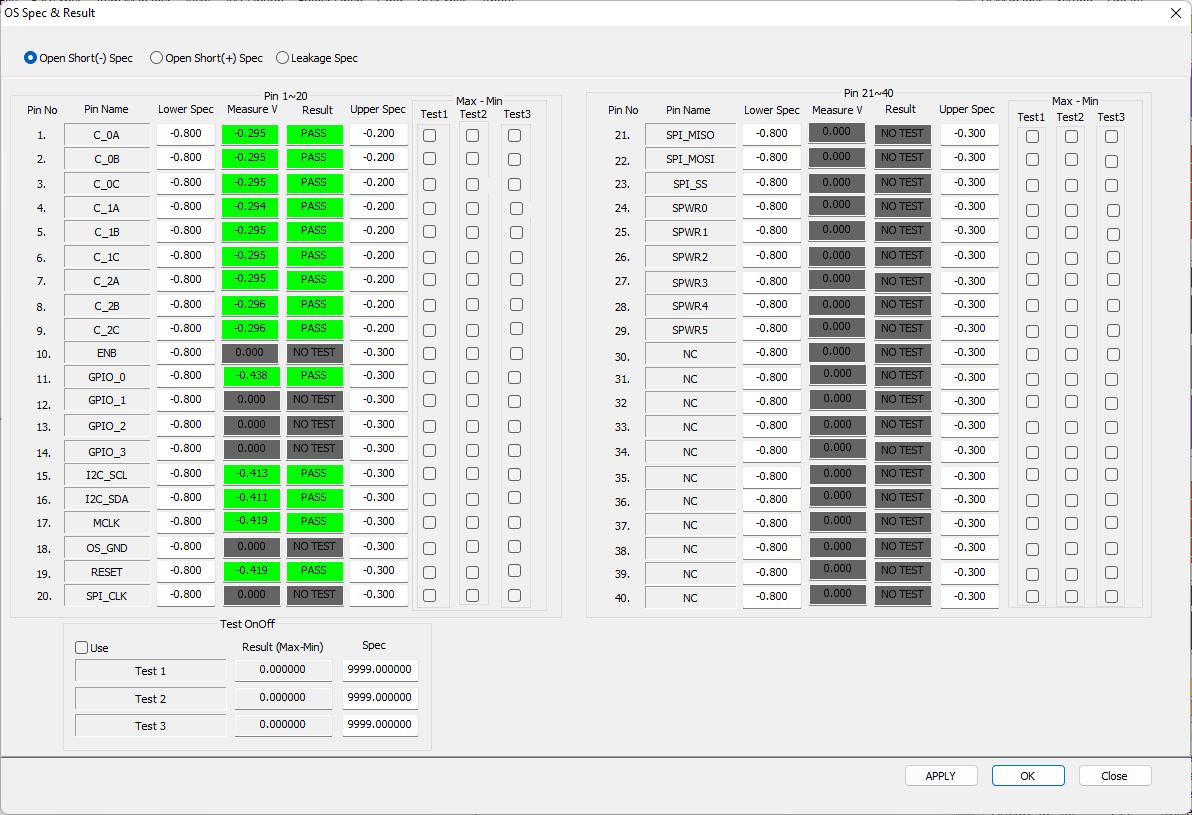 OS Spec & Result
Open Short(-) Spec Open Short(+) Spec Leakage Spec
Pin 1~20
Pin No Pin Name Lower Spec Measure V Result Upper Spec Max - Min Test1 Test2 Test3
1. C_0A -0.800 -0.295 PASS -0.200
2. C_0B -0.800 -0.295 PASS -0.200
3. C_0C -0.800 -0.295 PASS -0.200
4. C_1A -0.800 -0.294 PASS -0.200
5. C_1B -0.800 -0.295 PASS -0.200
6. C_1C -0.800 -0.295 PASS -0.200
7. C_2A -0.800 -0.295 PASS -0.200
8. C_2B -0.800 -0.296 PASS -0.200
9. C_2C -0.800 -0.296 PASS -0.200
10. ENB -0.800 0.000 NO TEST -0.300
11. GPIO_0 -0.800 -0.438 PASS -0.300
12. GPIO_1 -0.800 0.000 NO TEST -0.300
13. GPIO_2 -0.800 0.000 NO TEST -0.300
14. GPIO_3 -0.800 0.000 NO TEST -0.300
15. I2C_SCL -0.800 -0.413 PASS -0.300
16. I2C_SDA -0.800 -0.411 PASS -0.300
17. MCLK -0.800 -0.419 PASS -0.300
18. OS_GND -0.800 0.000 NO TEST -0.300
19. RESET -0.800 -0.419 PASS -0.300
20. SPI_CLK -0.800 0.000 NO TEST -0.300
Pin 21~40
Pin No Pin Name Lower Spec Measure V Result Upper Spec Max - Min Test1 Test2 Test3
21. SPI_MISO -0.800 0.000 NO TEST -0.300
22. SPI_MOSI -0.800 0.000 NO TEST -0.300
23. SPI_SS -0.800 0.000 NO TEST -0.300
24. SPWR0 -0.800 0.000 NO TEST -0.300
25. SPWR1 -0.800 0.000 NO TEST -0.300
26. SPWR2 -0.800 0.000 NO TEST -0.300
27. SPWR3 -0.800 0.000 NO TEST -0.300
28. SPWR4 -0.800 0.000 NO TEST -0.300
29. SPWR5 -0.800 0.000 NO TEST -0.300
30. NC -0.800 0.000 NO TEST -0.300
31. NC -0.800 0.000 NO TEST -0.300
32 NC -0.800 0.000 NO TEST -0.300
33. NC -0.800 0.000 NO TEST -0.300
34. NC -0.800 0.000 NO TEST -0.300
35. NC -0.800 0.000 NO TEST -0.300
36. NC -0.800 0.000 NO TEST -0.300
37. NC -0.800 0.000 NO TEST -0.300
38. NC -0.800 0.000 NO TEST -0.300
39. NC -0.800 0.000 NO TEST -0.300
40. NC -0.800 0.000 NO TEST -0.300
Test OnOff
Use Result (Max-Min) Spec
Test 1 0.000000 9999.000000
Test 2 0.000000 9999.000000
Test 3 0.000000 9999.000000
APPLY OK Close